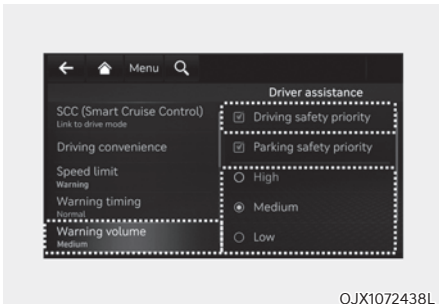 Menu
Driver assistance
SCC (Smart Cruise Control)
Link to drive mode
Driving convenience
Speed limit
Warning
Warning timing
Normal
Warning volume
Medium
Driving safety priority
Parking safety priority
High
Medium
Low
OJX1072438L